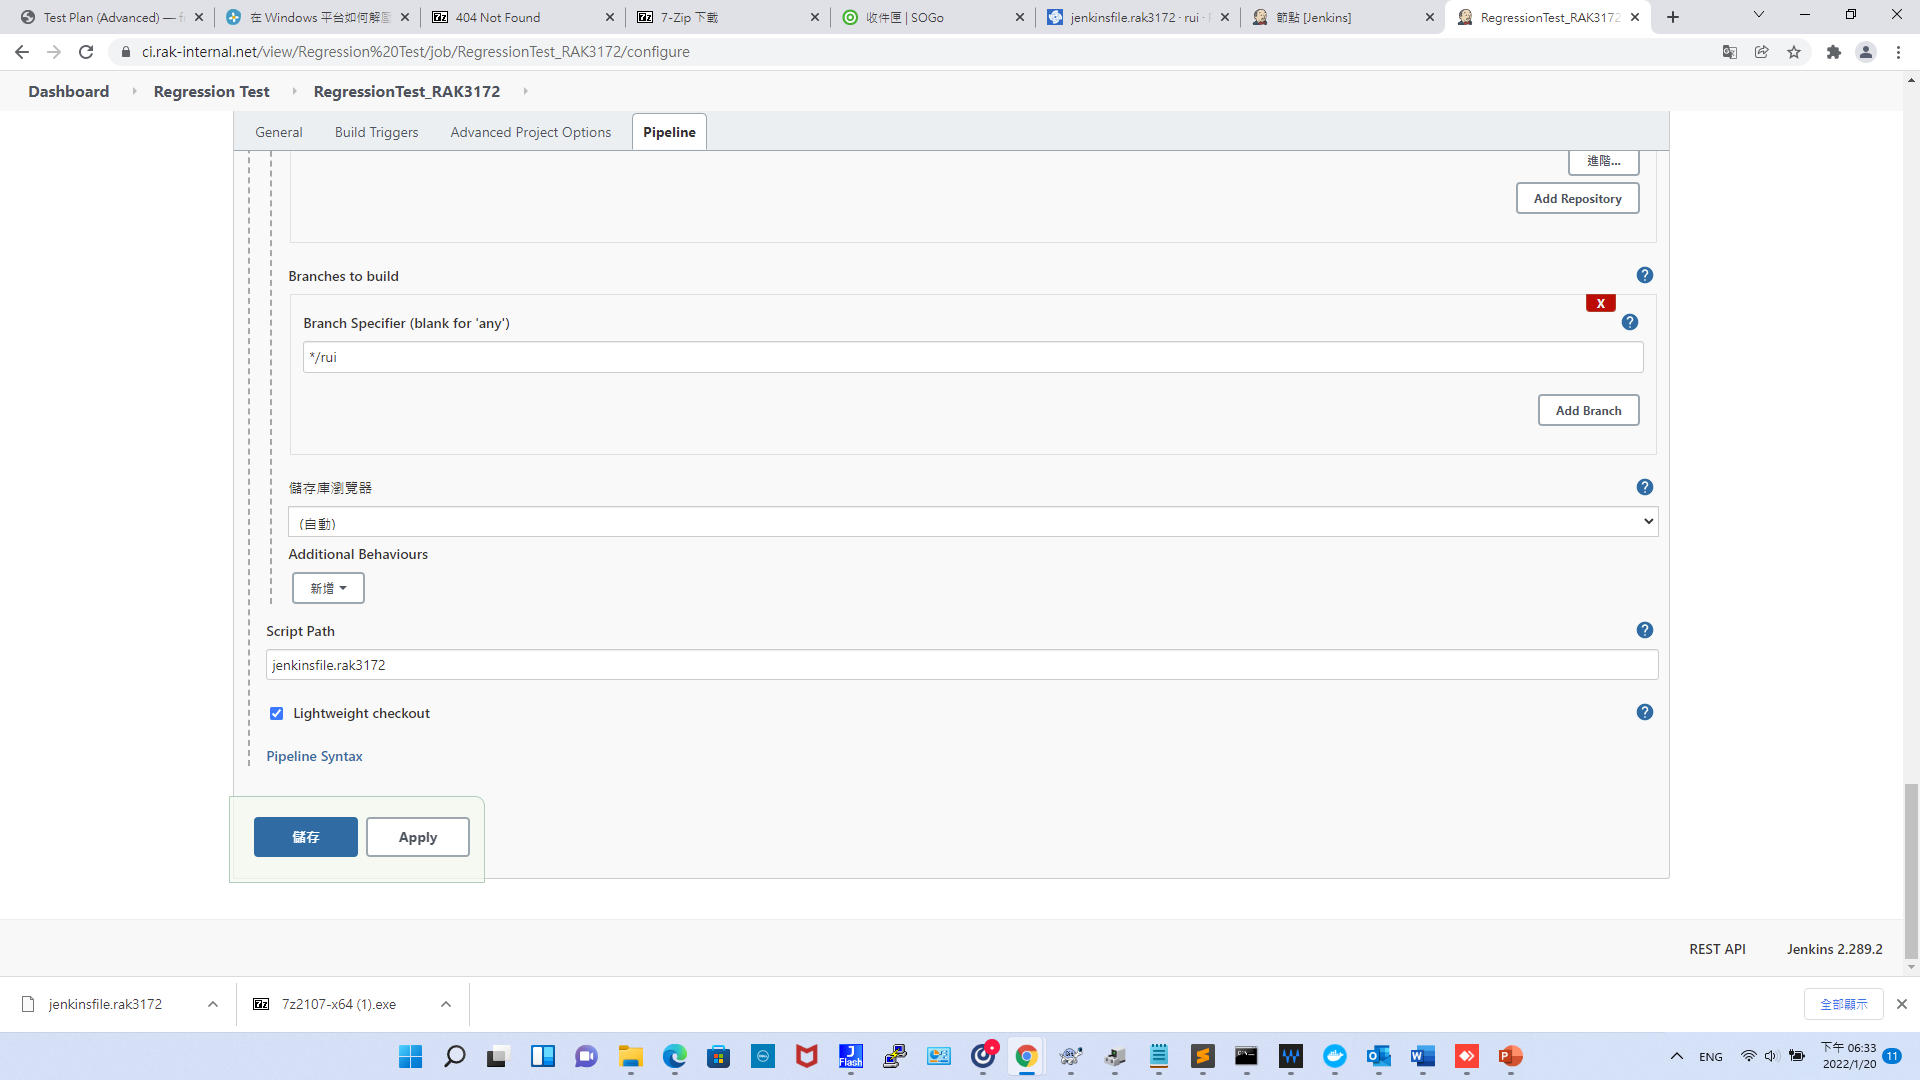 Test Plan (Advanced) — f
在 Windows 平台如何解
404 Not Found
7-Zip 下載
收件匣 | SOGo
jenkinsfile.rak3172 · rui ·
節點 [Jenkins]
RegressionTest_RAK3172
ci.rak-internal.net/view/Regression%20Test/job/RegressionTest_RAK3172/configure
Dashboard
Regression Test
RegressionTest_RAK3172
General
Build Triggers
Advanced Project Options
Pipeline
進階...
Add Repository
Branches to build
X
Branch Specifier (blank for 'any')
*/rui
Add Branch
儲存庫瀏覽器
(自動)
Additional Behaviours
新增
Script Path
jenkinsfile.rak3172
Lightweight checkout
Pipeline Syntax
儲存
Apply
REST API
Jenkins 2.289.2
jenkinsfile.rak3172
7z2107-x64 (1).exe
全部顯示
J
Flash
ENG
下午 06:33
2022/1/20
11